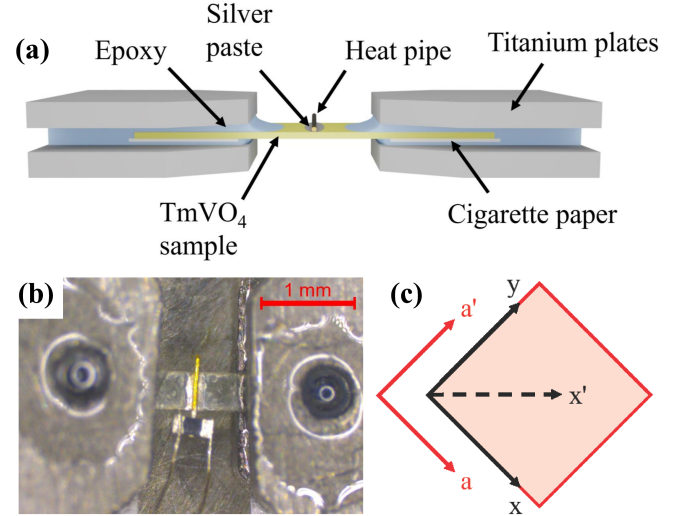 (a)
Silver
paste
Epoxy
Heat pipe
Titanium plates
TmVO₄
sample
Cigarette paper
(b)
1 mm
(c)
y
a'
x'
a
x